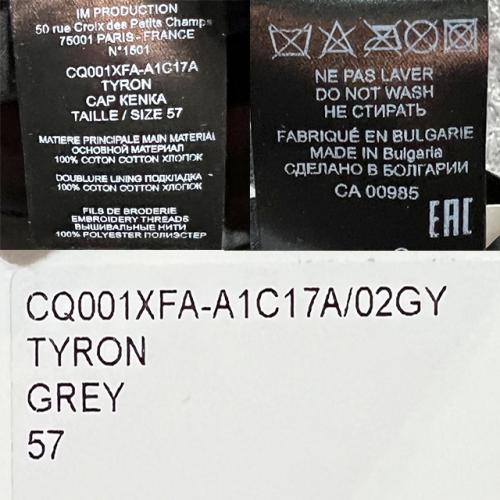 IM PRODUCTION
50 rue Croix des Petits Champs
75001 PARIS - FRANCE
N°1501
CQ001XFA-A1C17A
TYRON
CAP KENKA
TAILLE / SIZE 57
MATIERE PRINCIPALE MAIN MATERIAL
ОСНОВНОЙ МАТЕРИАЛ
100% COTON COTTON ХЛОПОК
DOUBLURE LINING ПОДКЛАДКА
100% COTON COTTON ХЛОПОК
FILS DE BRODERIE
EMBROIDERY THREADS
ВЫШИВАЛЬНЫЕ НИТИ
100% POLYESTER ПОЛИЭСТЕР
NE PAS LAVER
DO NOT WASH
НЕ СТИРАТЬ
FABRIQUÉ EN BULGARIE
MADE IN Bulgaria
СДЕЛАНО В БОЛГАРИИ
CA 00985
EAC
CQ001XFA-A1C17A/02GY
TYRON
GREY
57